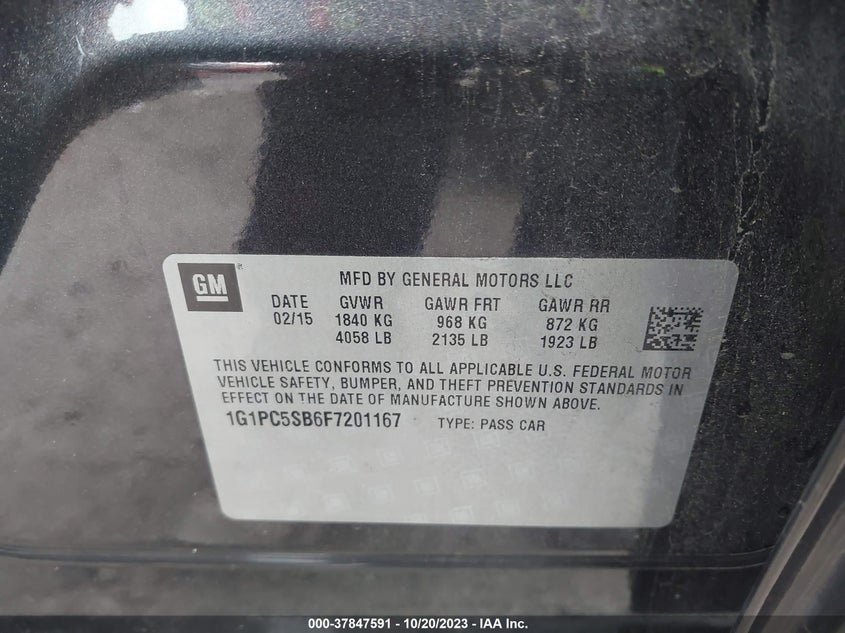 GM
MFD BY GENERAL MOTORS LLC
DATE GVWR GAWR FRT GAWR RR
02/15 1840 KG 968 KG 872 KG
4058 LB 2135 LB 1923 LB
THIS VEHICLE CONFORMS TO ALL APPLICABLE U.S. FEDERAL MOTOR
VEHICLE SAFETY, BUMPER, AND THEFT PREVENTION STANDARDS IN
EFFECT ON THE DATE OF MANUFACTURE SHOWN ABOVE.
1G1PC5SB6F7201167 TYPE: PASS CAR
000-37847591 - 10/20/2023 - IAA Inc.